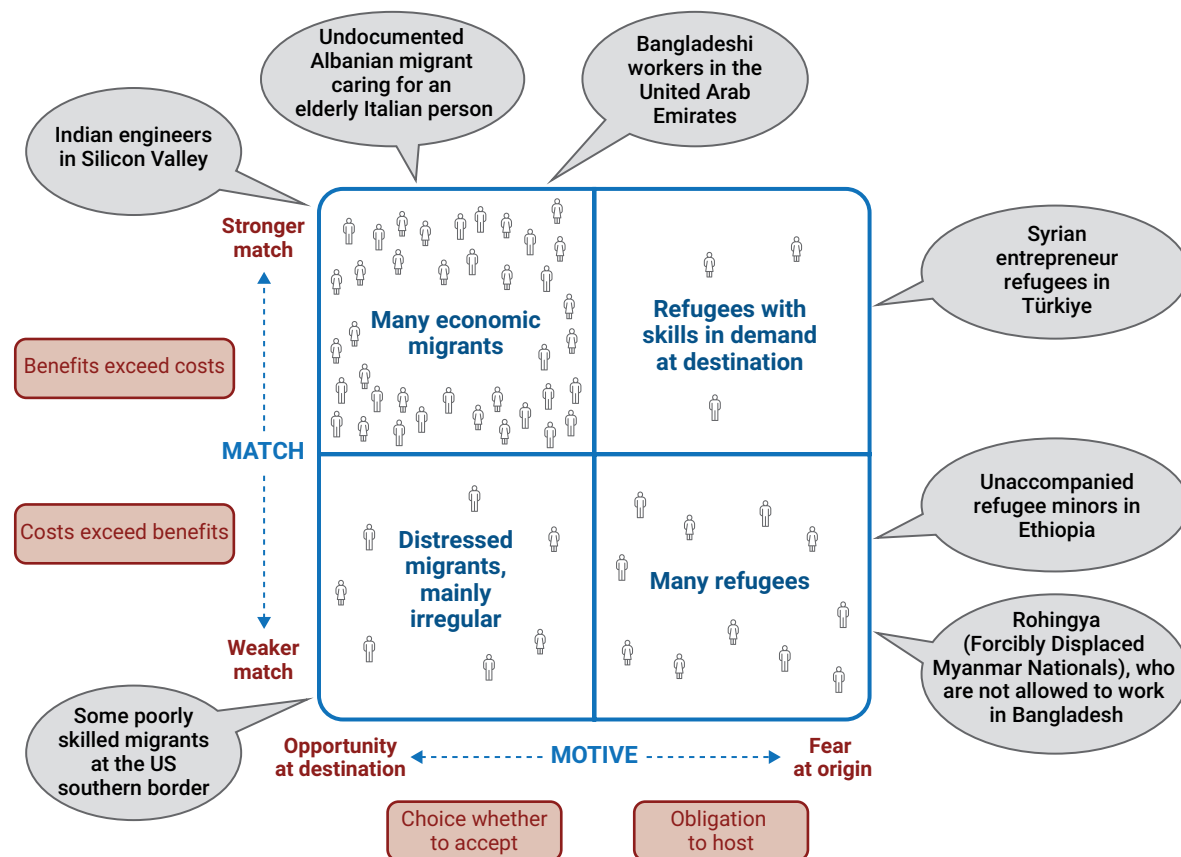 Undocumented
Albanian migrant
caring for an
elderly Italian person
Bangladeshi
workers in the
United Arab
Emirates
Indian engineers
in Silicon Valley
Stronger
match
Syrian
entrepreneur
refugees in
Türkiye
Many economic
migrants
Refugees with
skills in demand
at destination
Benefits exceed costs
MATCH
Costs exceed benefits
Unaccompanied
refugee minors in
Ethiopia
Distressed
migrants,
mainly
irregular
Many refugees
Weaker
match
Rohingya
(Forcibly Displaced
Myanmar Nationals), who
are not allowed to work
in Bangladesh
Some poorly
skilled migrants
at the US
southern border
Opportunity
at destination
MOTIVE
Fear
at origin
Choice whether
to accept
Obligation
to host